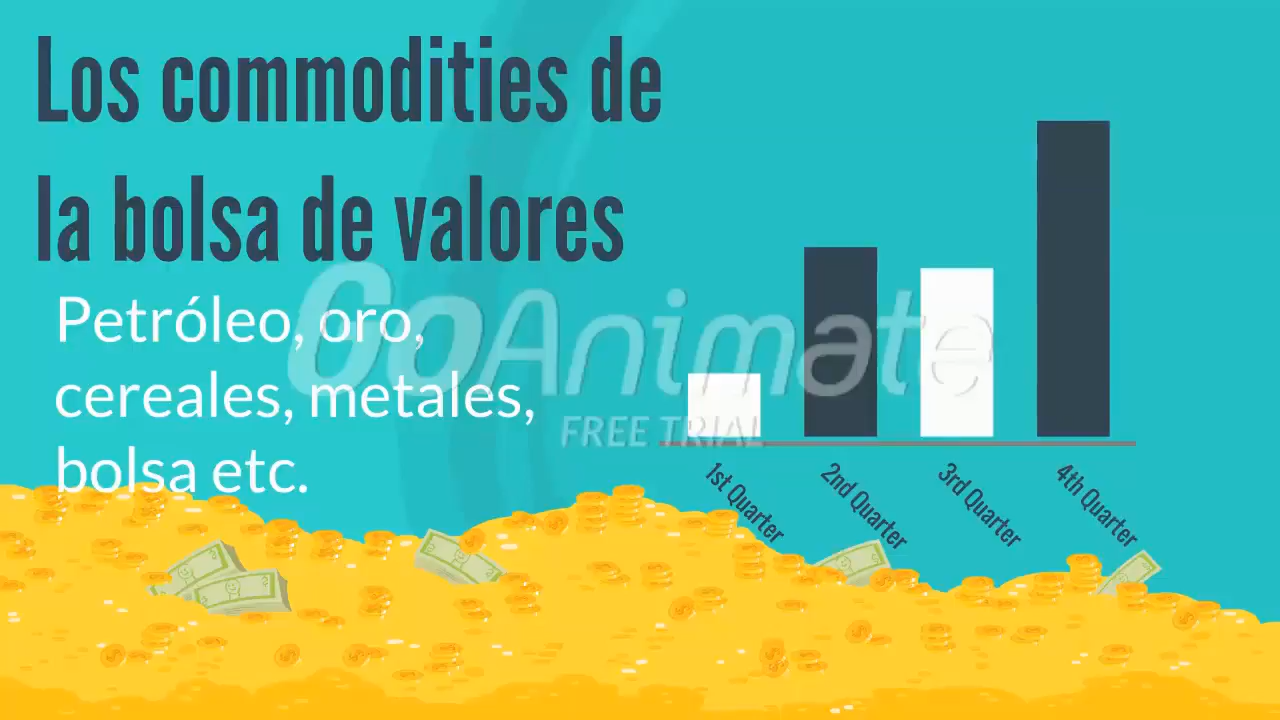 Los commodities de
la bolsa de valores
Petróleo, oro,
cereales, metales,
bolsa etc.
GoAnimate
FREE TRIAL
1st Quarter
2nd Quarter
3rd Quarter
4th Quarter